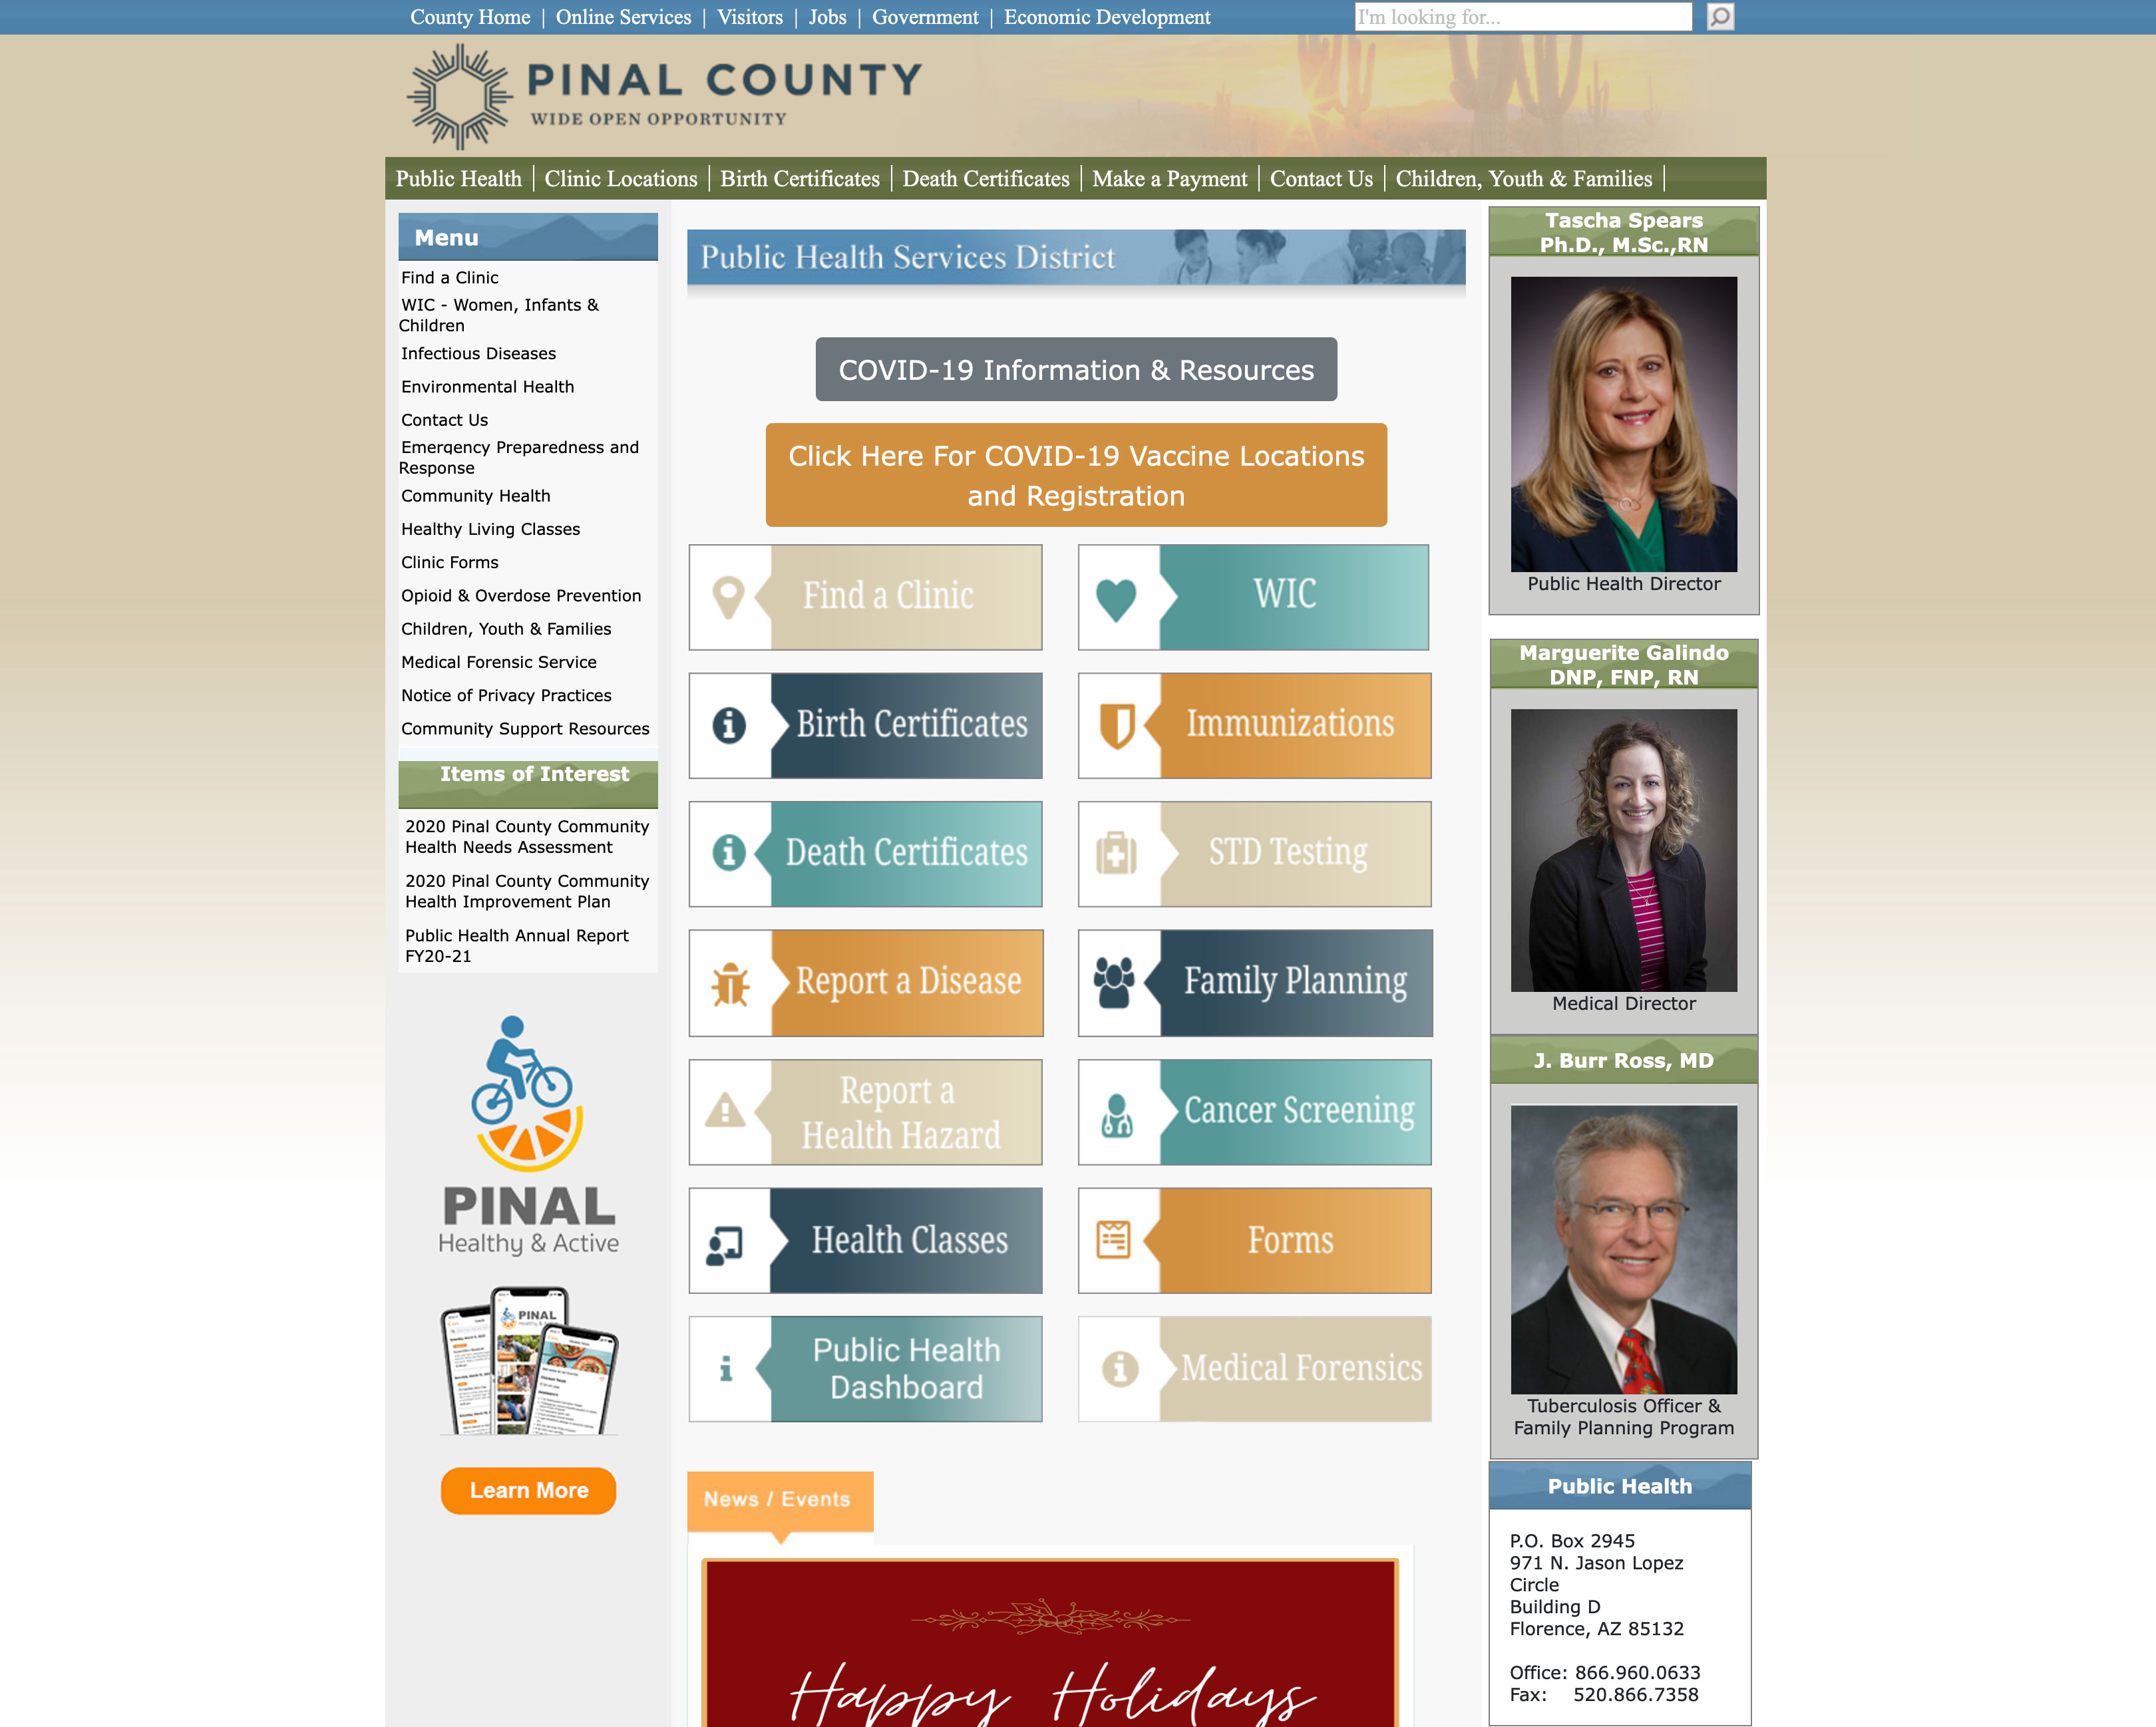 County Home | Online Services | Visitors | Jobs | Government | Economic Development
I'm looking for...
PINAL COUNTY
WIDE OPEN OPPORTUNITY
Public Health | Clinic Locations | Birth Certificates | Death Certificates | Make a Payment | Contact Us | Children, Youth & Families |
Menu
Find a Clinic
WIC - Women, Infants &
Children
Infectious Diseases
Environmental Health
Contact Us
Emergency Preparedness and
Response
Community Health
Healthy Living Classes
Clinic Forms
Opioid & Overdose Prevention
Children, Youth & Families
Medical Forensic Service
Notice of Privacy Practices
Community Support Resources
Items of Interest
2020 Pinal County Community
Health Needs Assessment
2020 Pinal County Community
Health Improvement Plan
Public Health Annual Report
FY20-21
PINAL
Healthy & Active
PINAL
Learn More
Public Health Services District
COVID-19 Information & Resources
Click Here For COVID-19 Vaccine Locations
and Registration
Find a Clinic
WIC
Birth Certificates
Immunizations
Death Certificates
STD Testing
Report a Disease
Family Planning
Report a
Health Hazard
Cancer Screening
Health Classes
Forms
Public Health
Dashboard
Medical Forensics
News / Events
Happy Holidays
Tascha Spears
Ph.D., M.Sc.,RN
Public Health Director
Marguerite Galindo
DNP, FNP, RN
Medical Director
J. Burr Ross, MD
Tuberculosis Officer &
Family Planning Program
Public Health
P.O. Box 2945
971 N. Jason Lopez
Circle
Building D
Florence, AZ 85132
Office: 866.960.0633
Fax: 520.866.7358